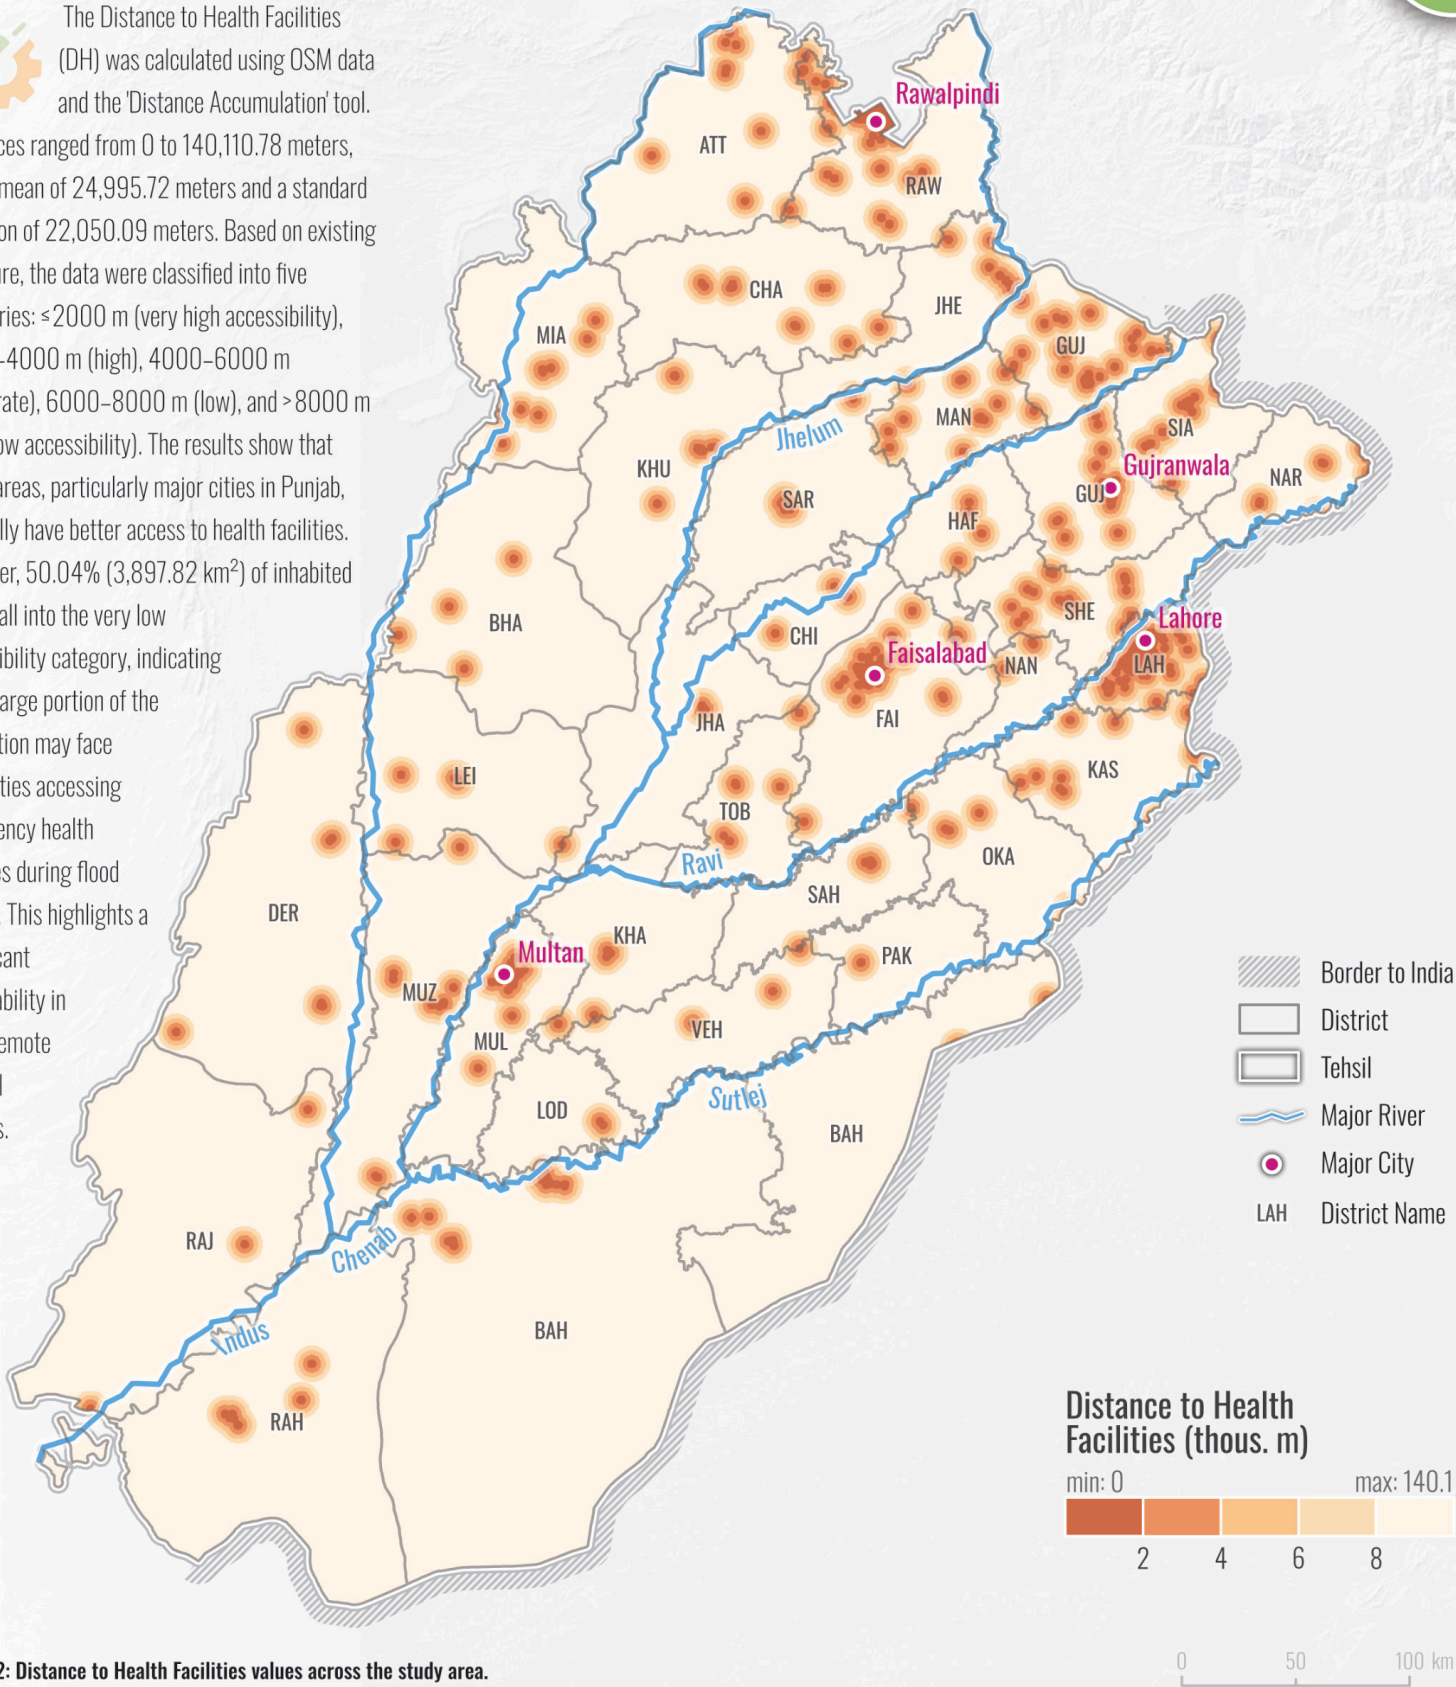 The Distance to Health Facilities
(DH) was calculated using OSM data
and the 'Distance Accumulation' tool.
ces ranged from 0 to 140,110.78 meters,
mean of 24,995.72 meters and a standard
on of 22,050.09 meters. Based on existing
ure, the data were classified into five
ries: ≤2000 m (very high accessibility),
-4000 m (high), 4000–6000 m
rate), 6000–8000 m (low), and >8000 m
ow accessibility). The results show that
areas, particularly major cities in Punjab,
lly have better access to health facilities.
er, 50.04% (3,897.82 km²) of inhabited
all into the very low
ibility category, indicating
large portion of the
tion may face
ties accessing
ency health
es during flood
. This highlights a
cant
ability in
emote
l
s.
Rawalpindi
ATT
RAW
CHA
JHE
MIA
GUJ
Jhelum
MAN
SIA
KHU
Gujranwala
NAR
SAR
GUJ
HAF
BHA
CHI
SHE
Lahore
Faisalabad
NAN
LAH
JHA
FAI
LEI
KAS
TOB
OKA
Ravi
SAH
DER
KHA
Multan
PAK
MUZ
VEH
MUL
Sutlej
LOD
BAH
RAJ
Chenab
Indus
BAH
RAH
Border to India
District
Tehsil
Major River
Major City
LAH District Name
Distance to Health
Facilities (thous. m)
min: 0 max: 140.1
2 4 6 8
0 50 100 km
2: Distance to Health Facilities values across the study area.